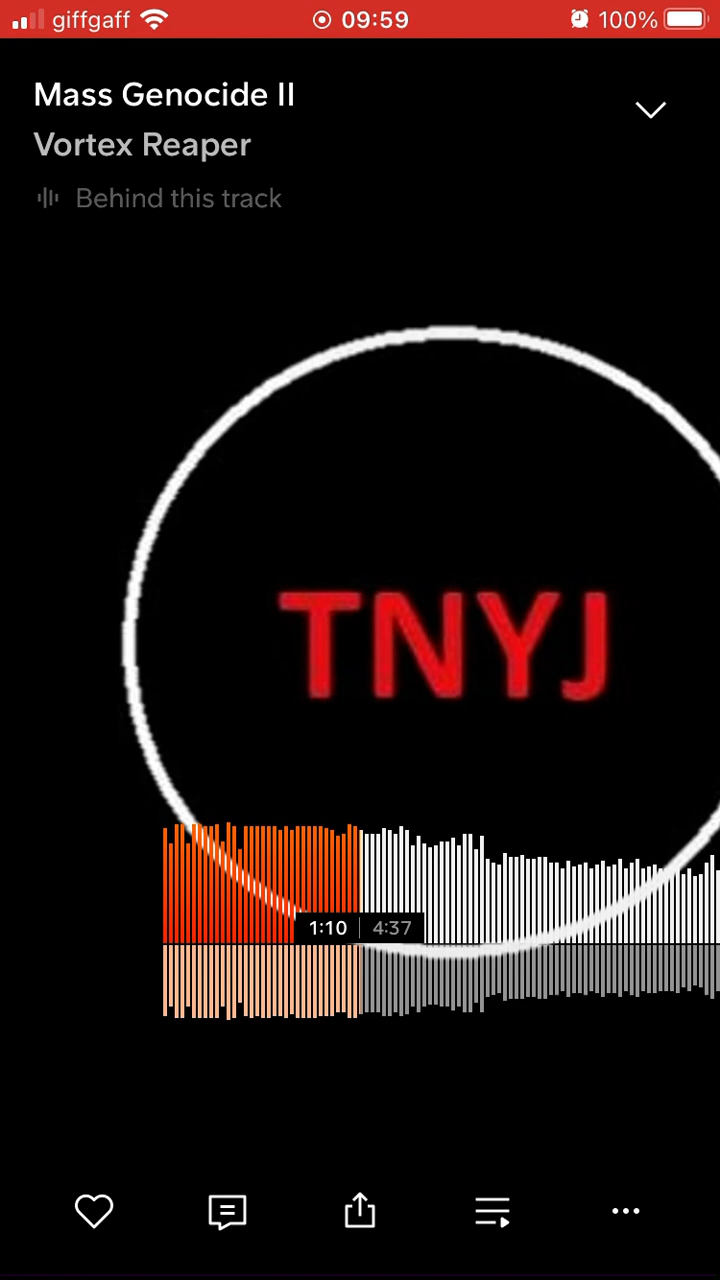 giffgaff 09:59 100%
Mass Genocide II
Vortex Reaper
Behind this track
TNYJ
1:10 4:37